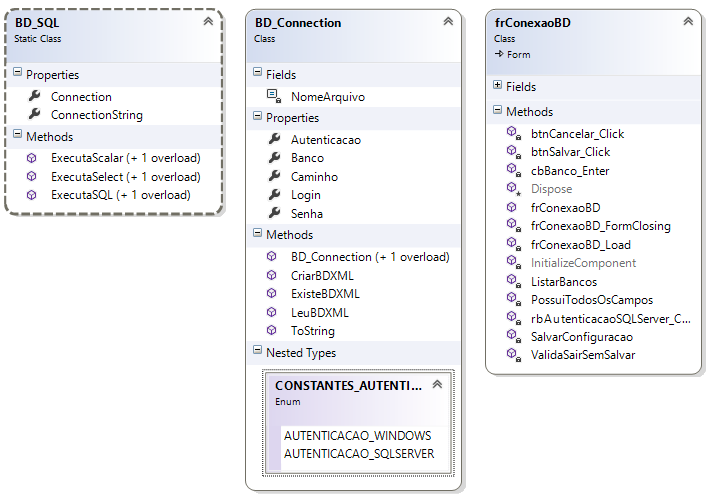 BD_SQL
Static Class
Properties
Connection
ConnectionString
Methods
ExecutaScalar (+ 1 overload)
ExecutaSelect (+ 1 overload)
ExecutaSQL (+ 1 overload)
BD_Connection
Class
Fields
NomeArquivo
Properties
Autenticacao
Banco
Caminho
Login
Senha
Methods
BD_Connection (+ 1 overload)
CriarBDXML
ExisteBDXML
LeuBDXML
ToString
Nested Types
CONSTANTES_AUTENTI...
Enum
AUTENTICACAO_WINDOWS
AUTENTICACAO_SQLSERVER
frConexaoBD
Class
Form
Fields
Methods
btnCancelar_Click
btnSalvar_Click
cbBanco_Enter
Dispose
frConexaoBD
frConexaoBD_FormClosing
frConexaoBD_Load
InitializeComponent
ListarBancos
PossuiTodosOsCampos
rbAutenticacaoSQLServer_C...
SalvarConfiguracao
ValidaSairSemSalvar